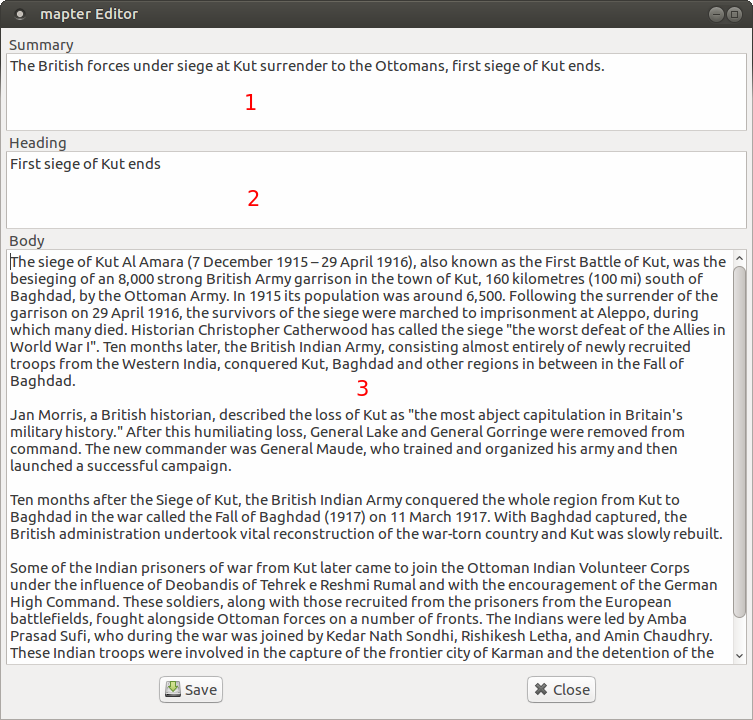 mapter Editor
Summary
The British forces under siege at Kut surrender to the Ottomans, first siege of Kut ends.
1
Heading
First siege of Kut ends
2
Body
The siege of Kut Al Amara (7 December 1915 – 29 April 1916), also known as the First Battle of Kut, was the
besieging of an 8,000 strong British Army garrison in the town of Kut, 160 kilometres (100 mi) south of
Baghdad, by the Ottoman Army. In 1915 its population was around 6,500. Following the surrender of the
garrison on 29 April 1916, the survivors of the siege were marched to imprisonment at Aleppo, during
which many died. Historian Christopher Catherwood has called the siege "the worst defeat of the Allies in
World War I". Ten months later, the British Indian Army, consisting almost entirely of newly recruited
troops from the Western India, conquered Kut, Baghdad and other regions in between in the Fall of
Baghdad.
3
Jan Morris, a British historian, described the loss of Kut as "the most abject capitulation in Britain's
military history." After this humiliating loss, General Lake and General Gorringe were removed from
command. The new commander was General Maude, who trained and organized his army and then
launched a successful campaign.
Ten months after the Siege of Kut, the British Indian Army conquered the whole region from Kut to
Baghdad in the war called the Fall of Baghdad (1917) on 11 March 1917. With Baghdad captured, the
British administration undertook vital reconstruction of the war-torn country and Kut was slowly rebuilt.
Some of the Indian prisoners of war from Kut later came to join the Ottoman Indian Volunteer Corps
under the influence of Deobandis of Tehrek e Reshmi Rumal and with the encouragement of the German
High Command. These soldiers, along with those recruited from the prisoners from the European
battlefields, fought alongside Ottoman forces on a number of fronts. The Indians were led by Amba
Prasad Sufi, who during the war was joined by Kedar Nath Sondhi, Rishikesh Letha, and Amin Chaudhry.
These Indian troops were involved in the capture of the frontier city of Karman and the detention of the
Save
Close